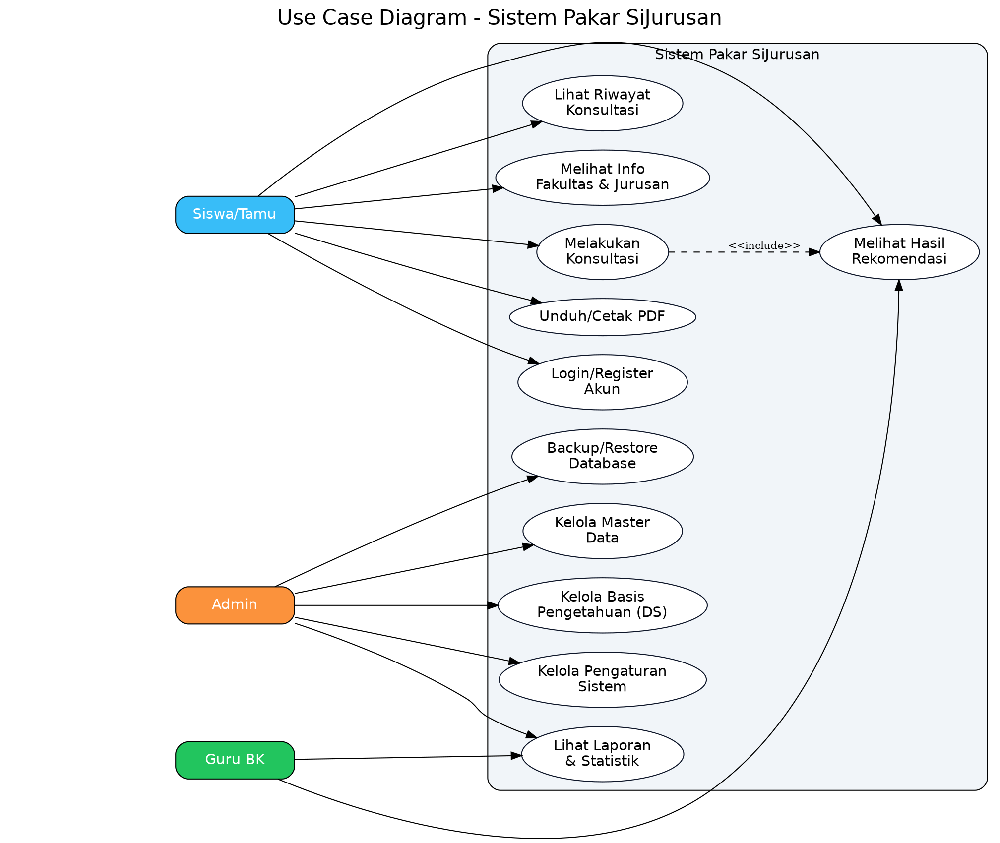 Use Case Diagram - Sistem Pakar SiJurusan
Sistem Pakar SiJurusan
Lihat Riwayat
Konsultasi
Melihat Info
Fakultas & Jurusan
Siswa/Tamu
Melakukan
Konsultasi
<<include>>
Melihat Hasil
Rekomendasi
Unduh/Cetak PDF
Login/Register
Akun
Backup/Restore
Database
Kelola Master
Data
Admin
Kelola Basis
Pengetahuan (DS)
Kelola Pengaturan
Sistem
Guru BK
Lihat Laporan
& Statistik